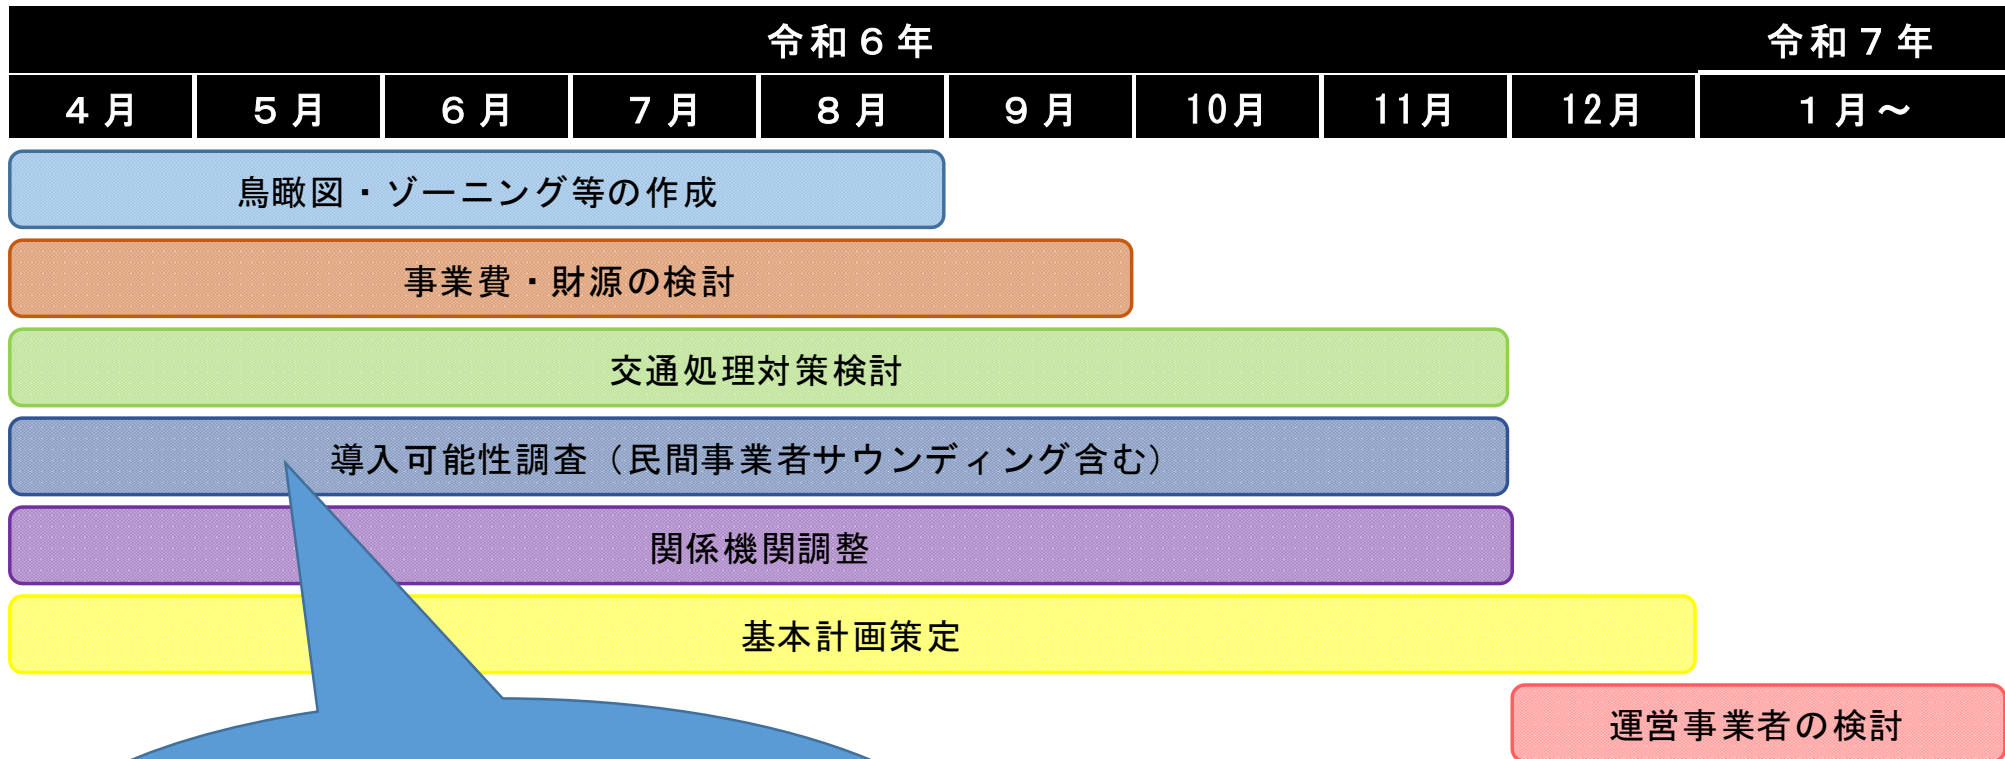 令和６年 令和７年
４月 ５月 ６月 ７月 ８月 ９月 10月 11月 12月 １月～
鳥瞰図・ゾーニング等の作成
事業費・財源の検討
交通処理対策検討
導入可能性調査（民間事業者サウンディング含む）
関係機関調整
基本計画策定
運営事業者の検討